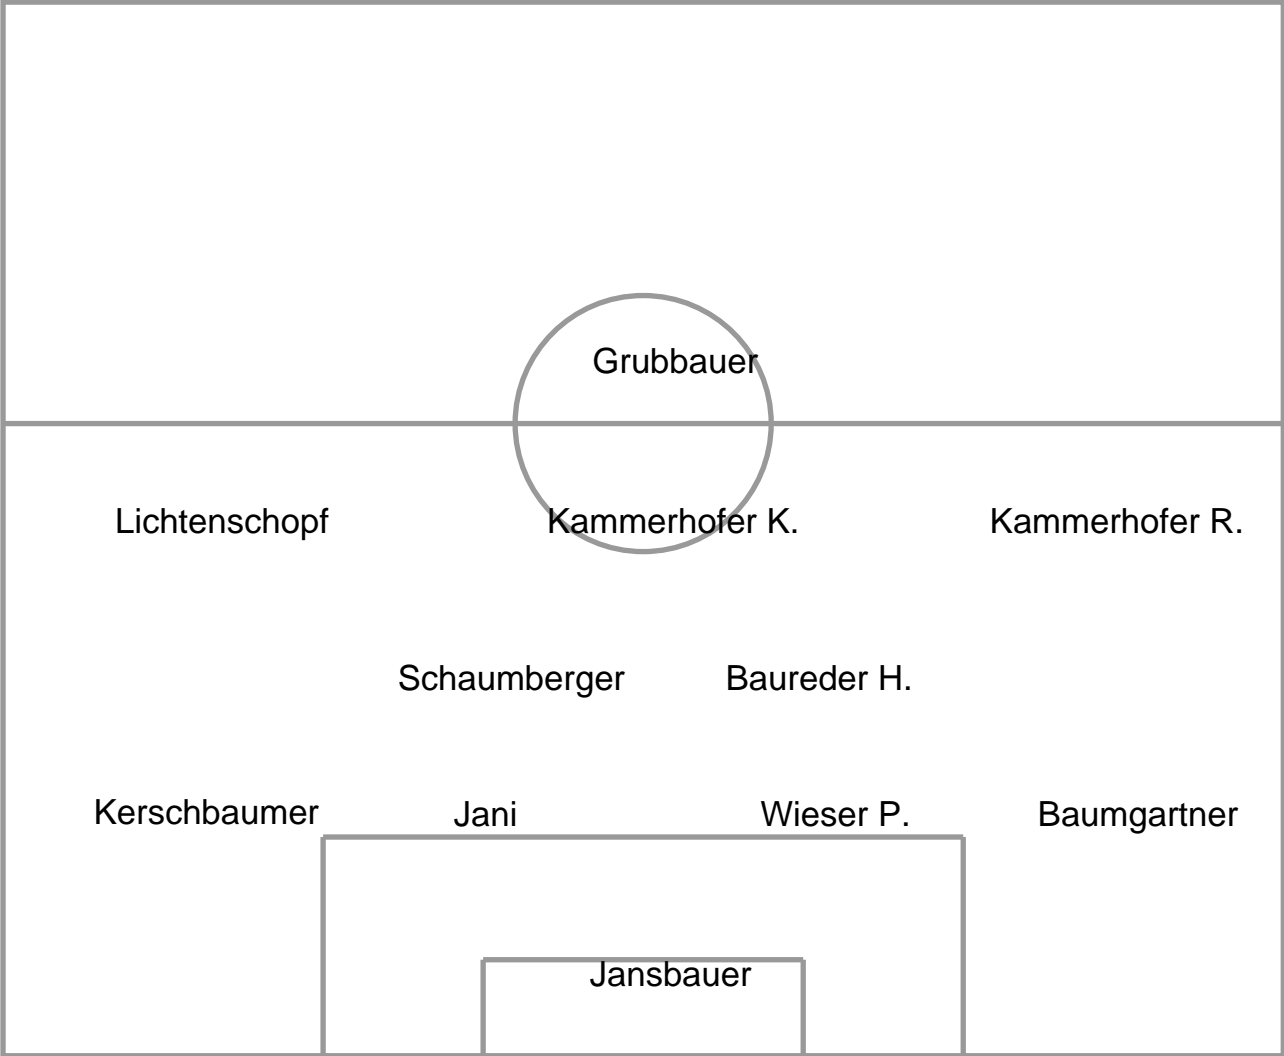 Grubbauer
Lichtenschopf Kammerhofer K. Kammerhofer R.
Schaumberger Baureder H.
Kerschbaumer Jani Wieser P. Baumgartner
Jansbauer